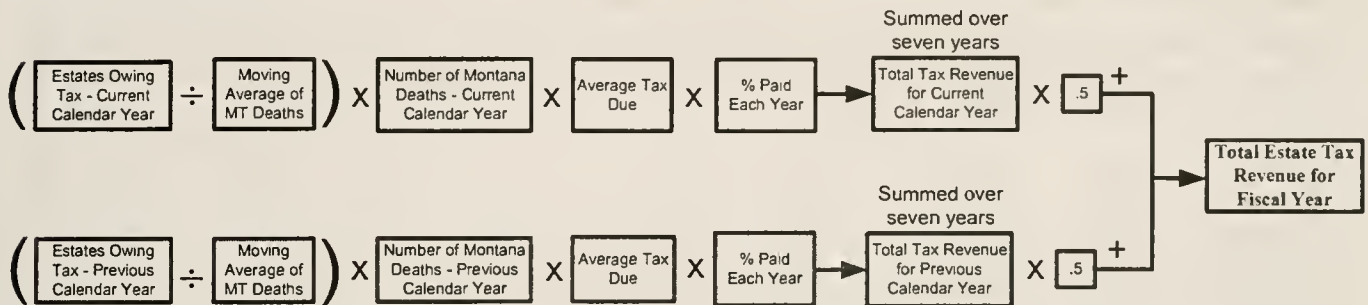 Summed over
seven years
( Estates Owing
Tax - Current
Calendar Year
÷
Moving
Average of
MT Deaths
) X
Number of Montana
Deaths - Current
Calendar Year
X
Average Tax
Due
X
% Paid
Each Year
Total Tax Revenue
for Current
Calendar Year
X
.5
+
Total Estate Tax
Revenue for
Fiscal Year
Summed over
seven years
( Estates Owing
Tax - Previous
Calendar Year
÷
Moving
Average of
MT Deaths
) X
Number of Montana
Deaths - Previous
Calendar Year
X
Average Tax
Due
X
% Paid
Each Year
Total Tax Revenue
for Previous
Calendar Year
X
.5
+